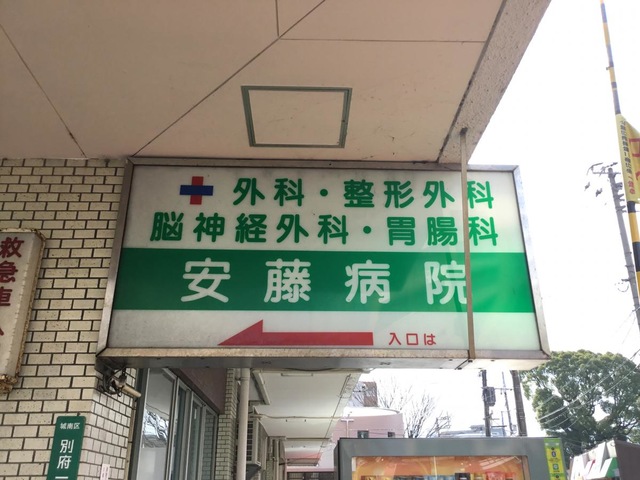 外科・整形外科
脳神経外科・胃腸科
安藤病院
入口は
救急車
城南区
別府